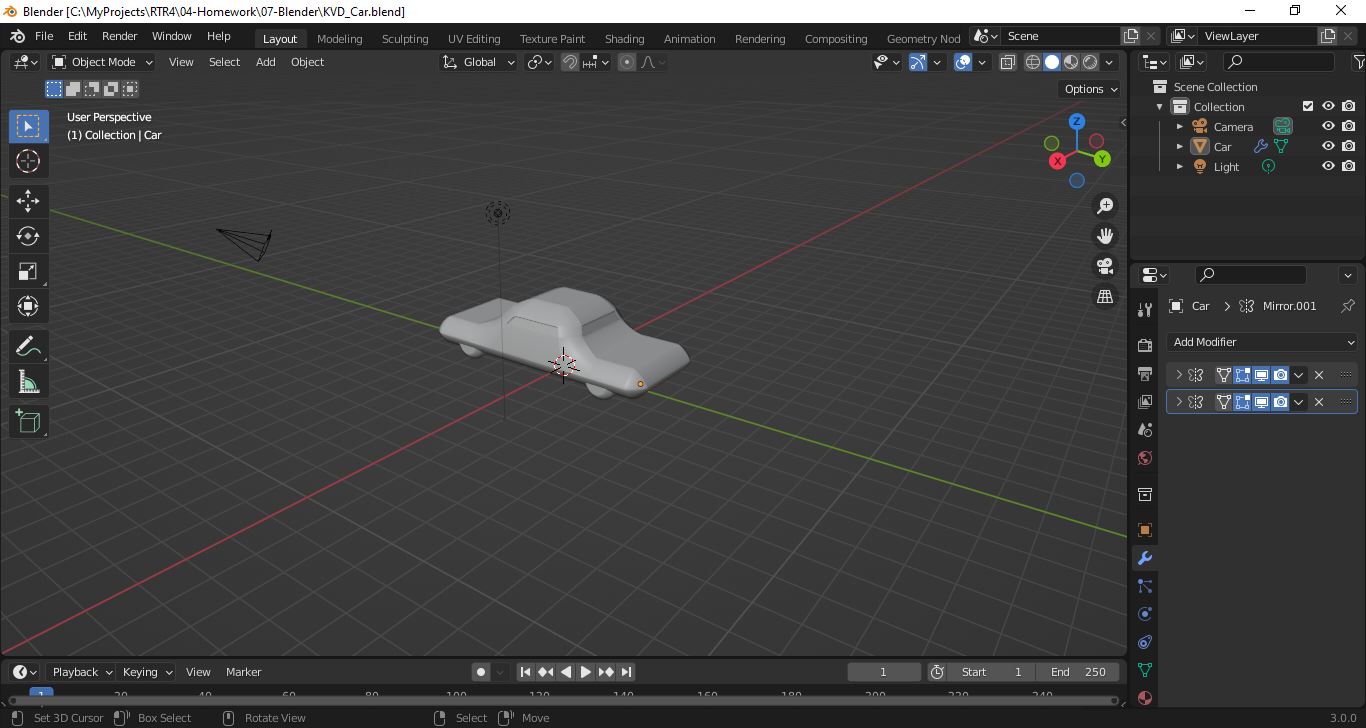 Blender [C:\MyProjects\RTR4\04-Homework\07-Blender\KVD_Car.blend]
File Edit Render Window Help Layout Modeling Sculpting UV Editing Texture Paint Shading Animation Rendering Compositing Geometry Nod Scene ViewLayer
Object Mode View Select Add Object Global
Options
User Perspective
(1) Collection | Car
Z
Y
X
Scene Collection
Collection
Camera
Car
Light
Car Mirror.001
Add Modifier
Playback Keying View Marker 1 Start 1 End 250
1 20 40 60 80 100 120 140 160 180 200 220 240
Set 3D Cursor Box Select Rotate View Select Move 3.0.0